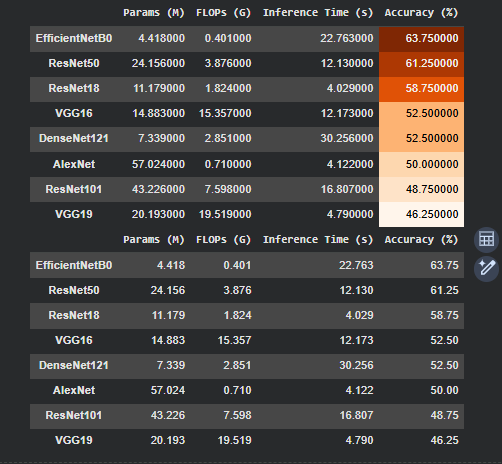 Params (M) FLOPs (G) Inference Time (s) Accuracy (%)
EfficientNetB0 4.418000 0.401000 22.763000 63.750000
ResNet50 24.156000 3.876000 12.130000 61.250000
ResNet18 11.179000 1.824000 4.029000 58.750000
VGG16 14.883000 15.357000 12.173000 52.500000
DenseNet121 7.339000 2.851000 30.256000 52.500000
AlexNet 57.024000 0.710000 4.122000 50.000000
ResNet101 43.226000 7.598000 16.807000 48.750000
VGG19 20.193000 19.519000 4.790000 46.250000
Params (M) FLOPs (G) Inference Time (s) Accuracy (%)
EfficientNetB0 4.418 0.401 22.763 63.75
ResNet50 24.156 3.876 12.130 61.25
ResNet18 11.179 1.824 4.029 58.75
VGG16 14.883 15.357 12.173 52.50
DenseNet121 7.339 2.851 30.256 52.50
AlexNet 57.024 0.710 4.122 50.00
ResNet101 43.226 7.598 16.807 48.75
VGG19 20.193 19.519 4.790 46.25